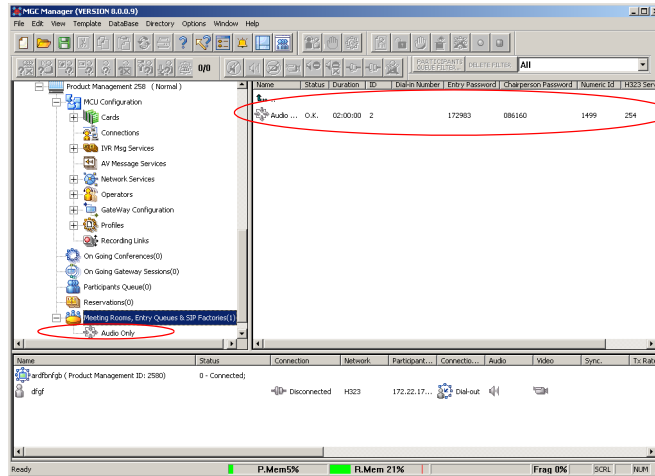 MGC Manager (VERSION 8.0.0.9)
File Edit View Template DataBase Directory Options Window Help
0/0
PARTICIPANTS QUEUE FILTER.. DELETE FILTER All
Product Management 258 ( Normal )
MCU Configuration
Cards
Connections
IVR Msg Services
AV Message Services
Network Services
Operators
GateWay Configuration
Profiles
Recording Links
On Going Conferences(0)
On Going Gateway Sessions(0)
Participants Queue(0)
Reservations(0)
Meeting Rooms, Entry Queues & SIP Factories(1)
Audio Only
Name Status Duration ID Dial-in Number Entry Password Chairperson Password Numeric Id H323 Serv
...
Audio ... O.K. 02:00:00 2 172983 086160 1499 254
Name Status Connection Network Participant... Connectio... Audio Video Sync. Tx Rate
ardfbnfgb ( Product Management ID: 2580) 0 - Connected;
dfgf Disconnected H323 172.22.17... Dial-out
Ready P.Mem5% R.Mem 21% Frag 0% SCRL NUM